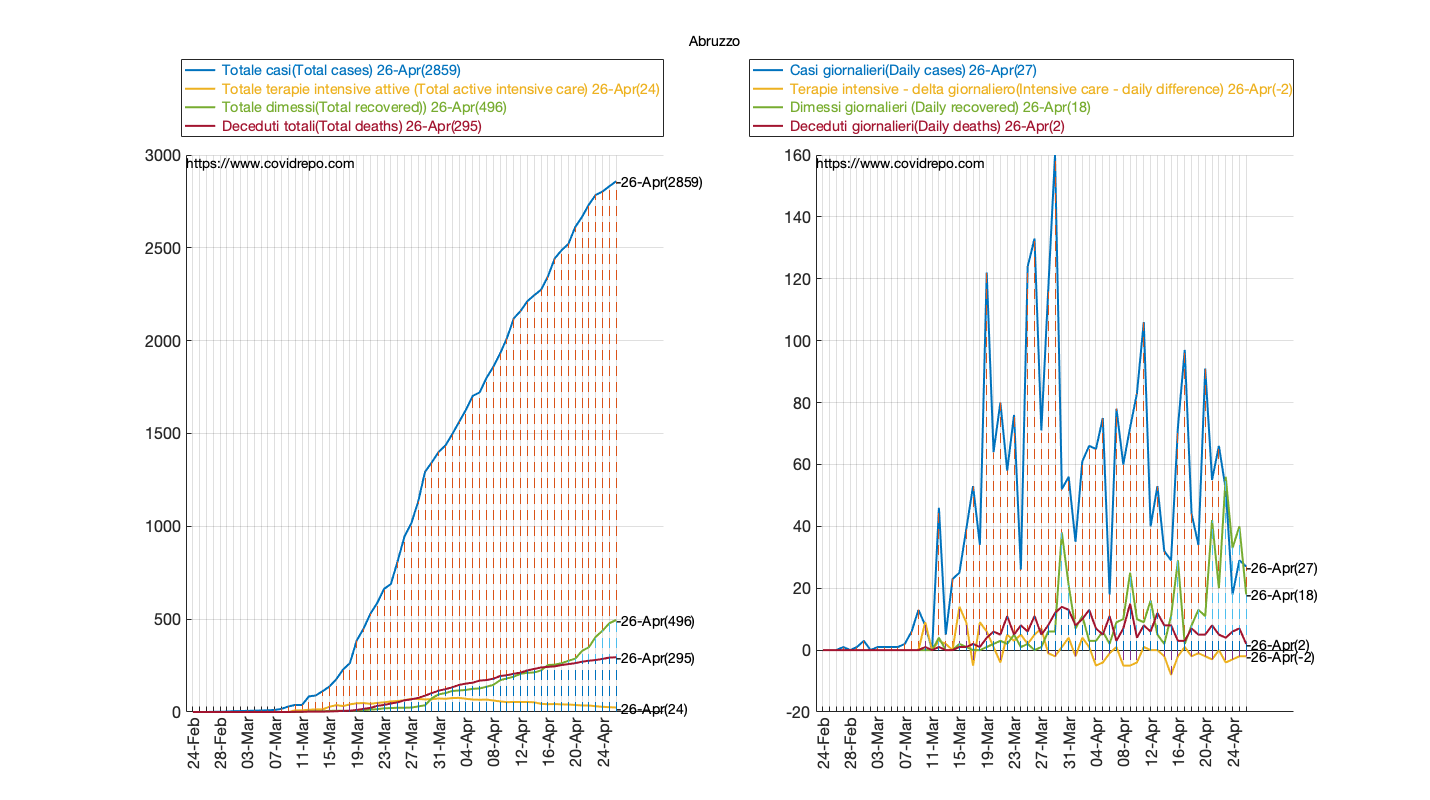 Abruzzo
Totale casi(Total cases) 26-Apr(2859)
Totale terapie intensive attive (Total active intensive care) 26-Apr(24)
Totale dimessi(Total recovered)) 26-Apr(496)
Deceduti totali(Total deaths) 26-Apr(295)
https://www.covidrepo.com
3000
2500
2000
1500
1000
500
0
26-Apr(2859)
26-Apr(496)
26-Apr(295)
26-Apr(24)
24-Feb
28-Feb
03-Mar
07-Mar
11-Mar
15-Mar
19-Mar
23-Mar
27-Mar
31-Mar
04-Apr
08-Apr
12-Apr
16-Apr
20-Apr
24-Apr
Casi giornalieri(Daily cases) 26-Apr(27)
Terapie intensive - delta giornaliero(Intensive care - daily difference) 26-Apr(-2)
Dimessi giornalieri (Daily recovered) 26-Apr(18)
Deceduti giornalieri(Daily deaths) 26-Apr(2)
https://www.covidrepo.com
160
140
120
100
80
60
40
20
0
-20
26-Apr(27)
26-Apr(18)
26-Apr(2)
26-Apr(-2)
24-Feb
28-Feb
03-Mar
07-Mar
11-Mar
15-Mar
19-Mar
23-Mar
27-Mar
31-Mar
04-Apr
08-Apr
12-Apr
16-Apr
20-Apr
24-Apr